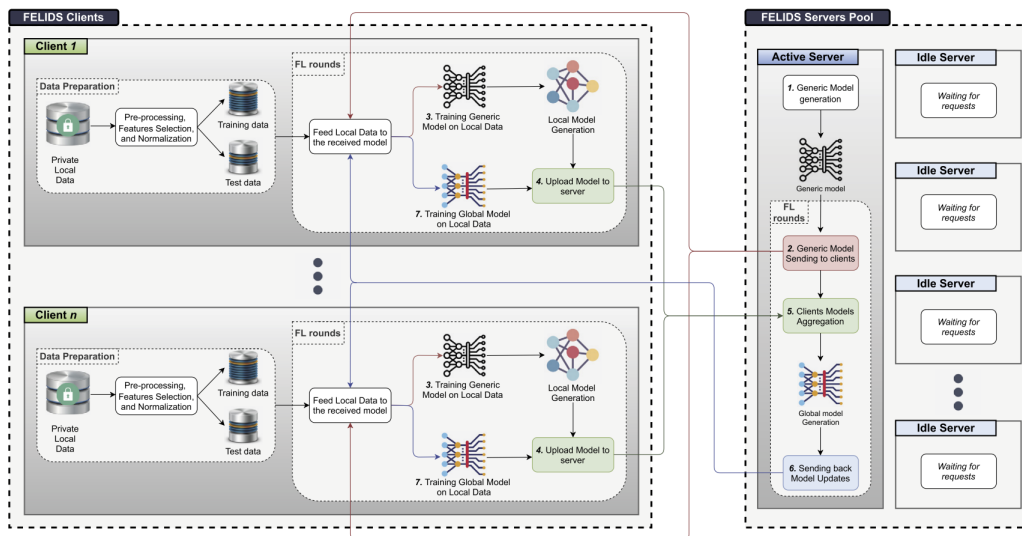 FELIDS Clients
Client 1
Data Preparation
Private
Local
Data
Pre-processing,
Features Selection,
and Normalization
Training data
Test data
FL rounds
Feed Local Data to
the received model
3. Training Generic
Model on Local Data
Local Model
Generation
7. Training Global Model
on Local Data
4. Upload Model to
server
Client n
Data Preparation
Private
Local
Data
Pre-processing,
Features Selection,
and Normalization
Training data
Test data
FL rounds
Feed Local Data to
the received model
3. Training Generic
Model on Local Data
Local Model
Generation
7. Training Global Model
on Local Data
4. Upload Model to
server
FELIDS Servers Pool
Active Server
1. Generic Model
generation
Generic model
FL
rounds
2. Generic Model
Sending to clients
5. Clients Models
Aggregation
Global model
Generation
6. Sending back
Model Updates
Idle Server
Waiting for
requests
Idle Server
Waiting for
requests
Idle Server
Waiting for
requests
Idle Server
Waiting for
requests